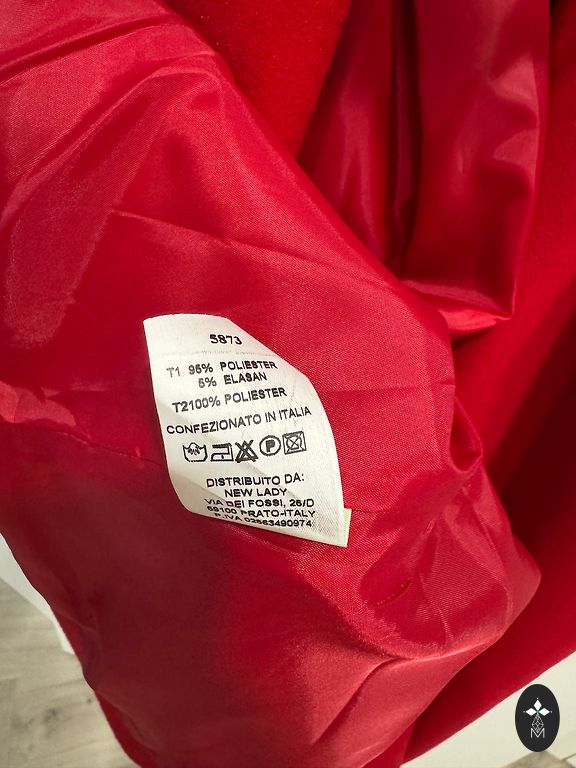 5873
T1 95% POLIESTER
5% ELASAN
T2100% POLIESTER
CONFEZIONATO IN ITALIA
P
DISTRIBUITO DA:
NEW LADY
VIA DEI FOSSI, 26/D
59100 PRATO-ITALY
P.IVA 02563490974
M